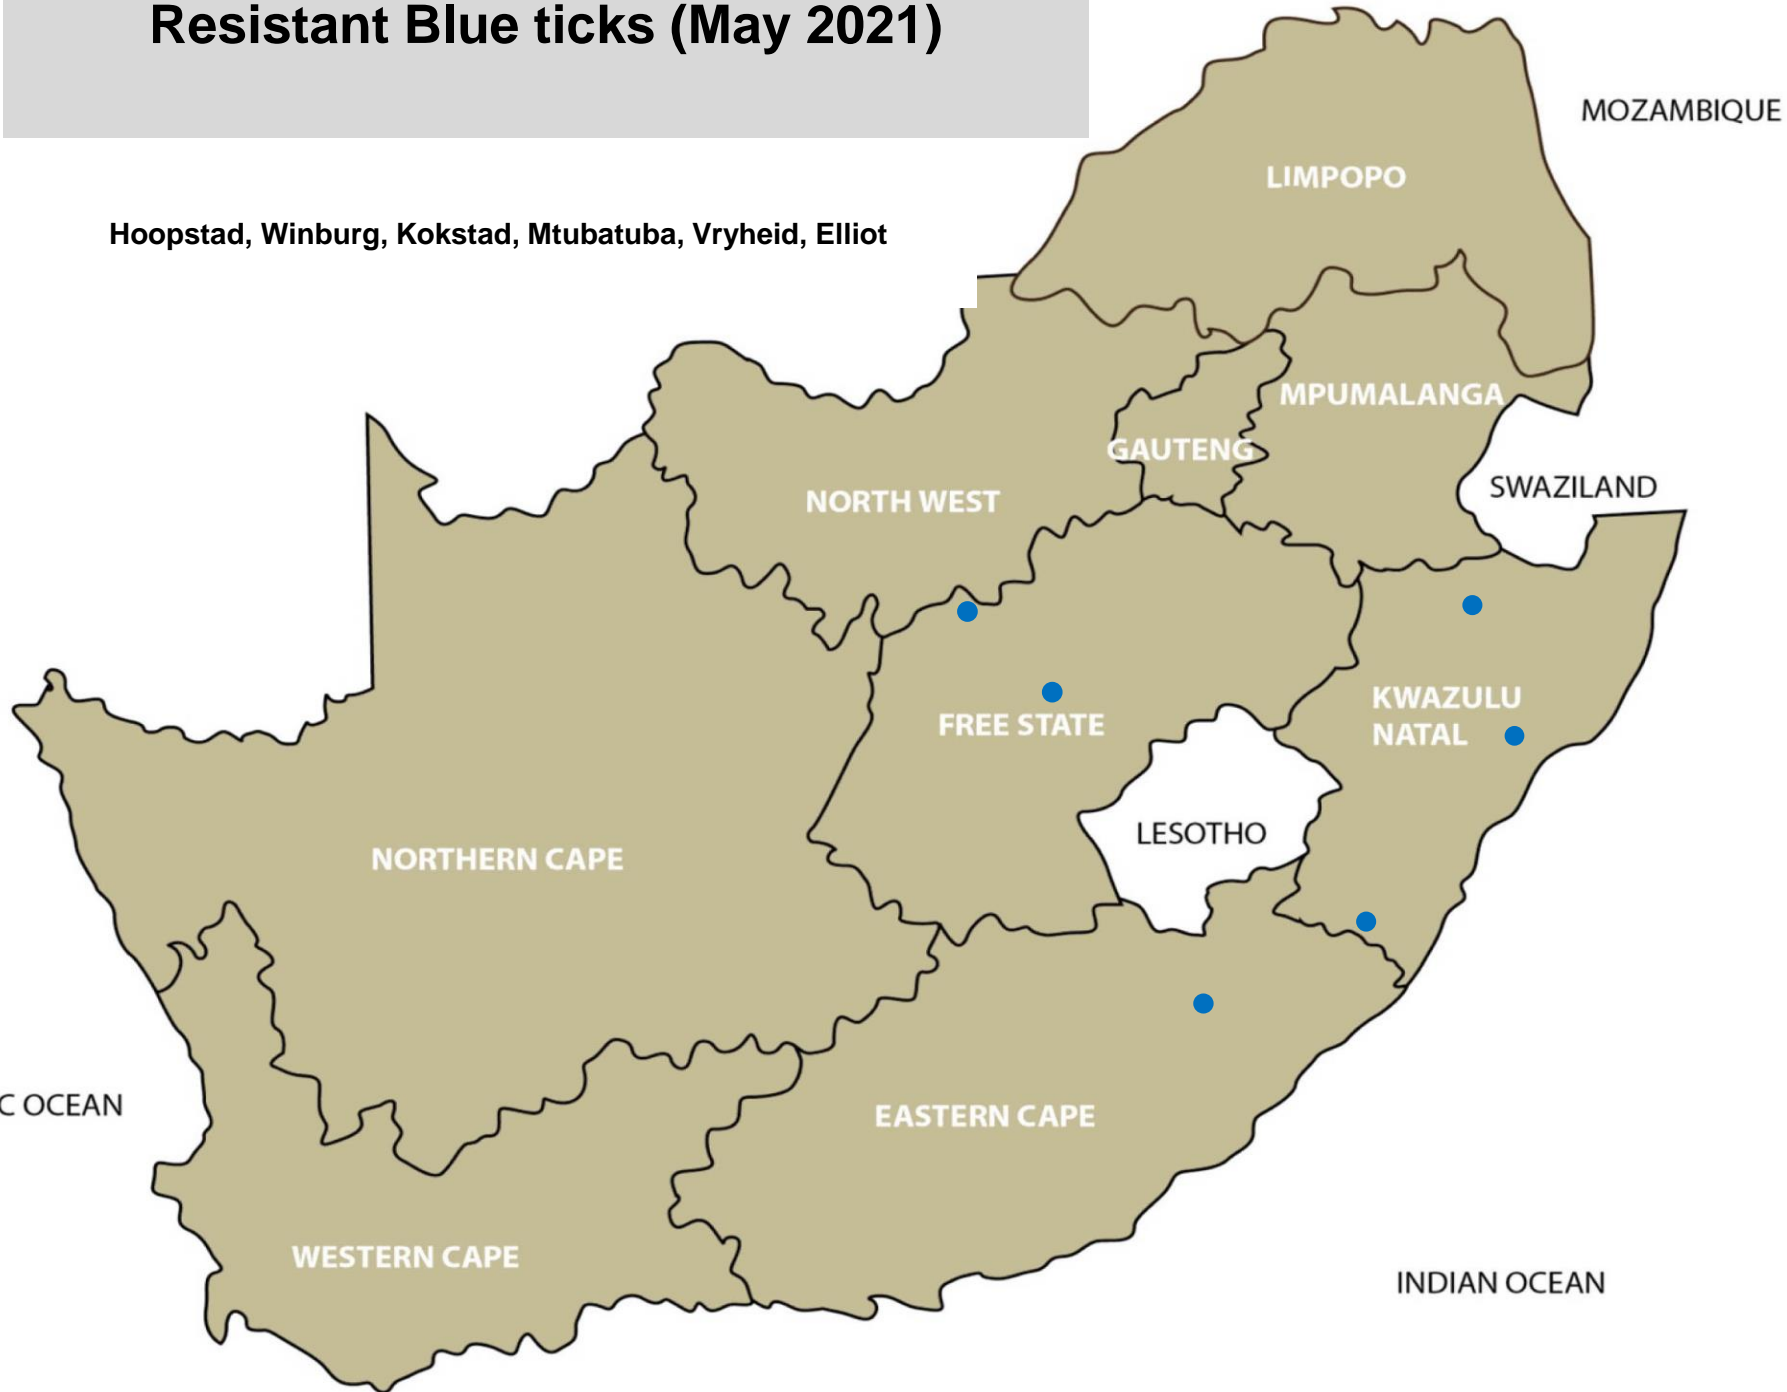 Resistant Blue ticks (May 2021)
MOZAMBIQUE
LIMPOPO
Hoopstad, Winburg, Kokstad, Mtubatuba, Vryheid, Elliot
MPUMALANGA
GAUTENG
SWAZILAND
NORTH WEST
KWAZULU
NATAL
FREE STATE
LESOTHO
NORTHERN CAPE
C OCEAN
EASTERN CAPE
WESTERN CAPE
INDIAN OCEAN